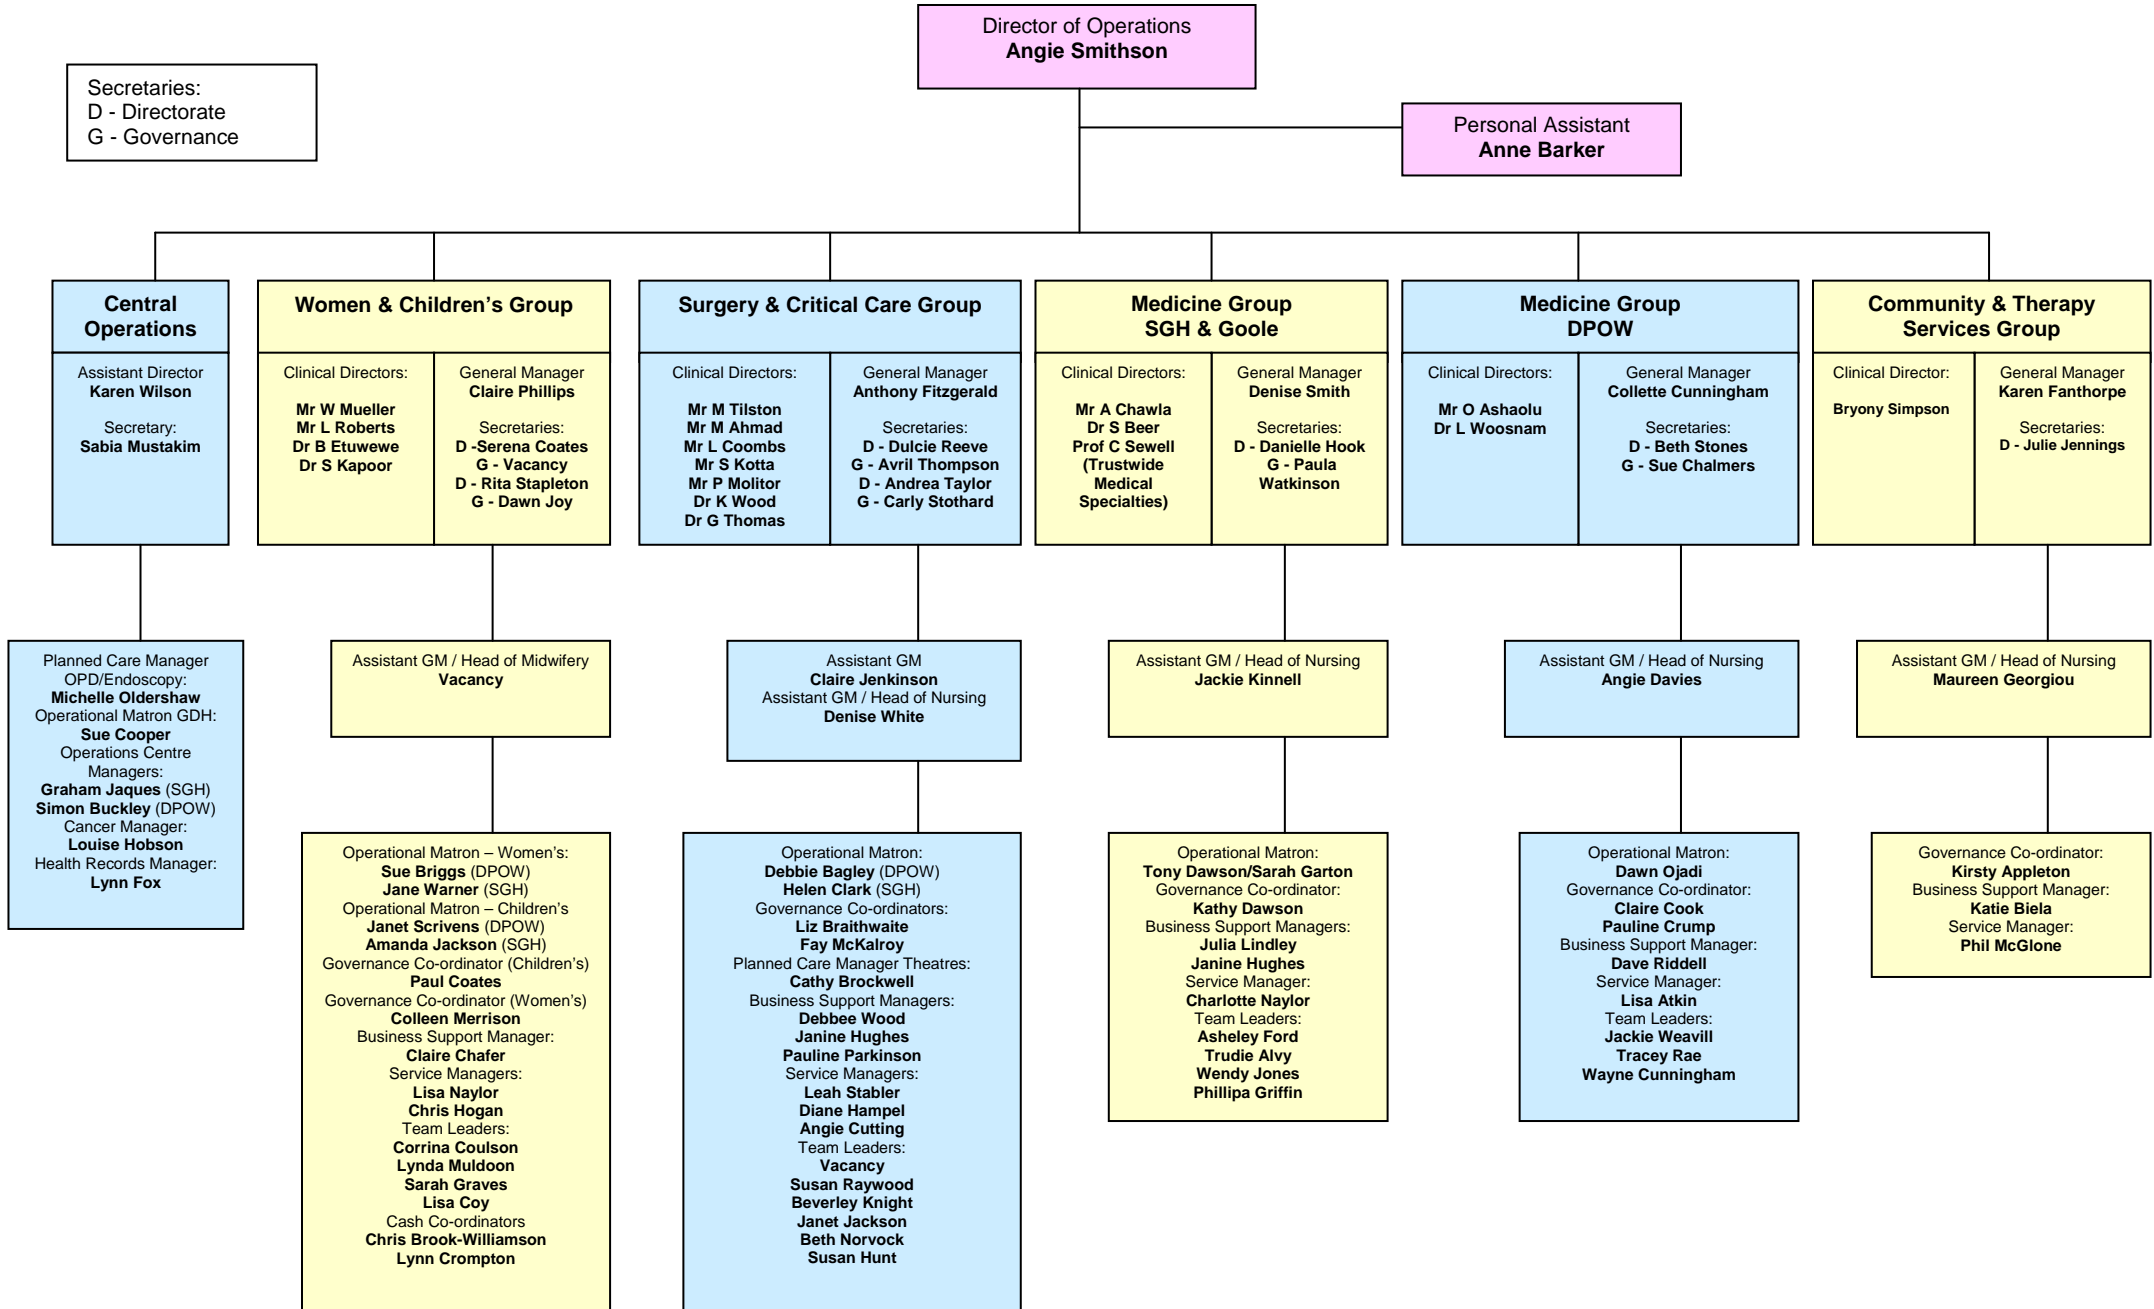 Director of Operations
Angie Smithson
Secretaries:
D - Directorate
G - Governance
Personal Assistant
Anne Barker
Central
Operations
Assistant Director
Karen Wilson
Secretary:
Sabia Mustakim
Women & Children’s Group
Clinical Directors:
Mr W Mueller
Mr L Roberts
Dr B Etuwewe
Dr S Kapoor
General Manager
Claire Phillips
Secretaries:
D -Serena Coates
G - Vacancy
D - Rita Stapleton
G - Dawn Joy
Surgery & Critical Care Group
Clinical Directors:
Mr M Tilston
Mr M Ahmad
Mr L Coombs
Mr S Kotta
Mr P Molitor
Dr K Wood
Dr G Thomas
General Manager
Anthony Fitzgerald
Secretaries:
D - Dulcie Reeve
G - Avril Thompson
D - Andrea Taylor
G - Carly Stothard
Medicine Group
SGH & Goole
Clinical Directors:
Mr A Chawla
Dr S Beer
Prof C Sewell
(Trustwide
Medical
Specialties)
General Manager
Denise Smith
Secretaries:
D - Danielle Hook
G - Paula
Watkinson
Medicine Group
DPOW
Clinical Directors:
Mr O Ashaolu
Dr L Woosnam
General Manager
Collette Cunningham
Secretaries:
D - Beth Stones
G - Sue Chalmers
Community & Therapy
Services Group
Clinical Director:
Bryony Simpson
General Manager
Karen Fanthorpe
Secretaries:
D - Julie Jennings
Planned Care Manager
OPD/Endoscopy:
Michelle Oldershaw
Operational Matron GDH:
Sue Cooper
Operations Centre
Managers:
Graham Jaques (SGH)
Simon Buckley (DPOW)
Cancer Manager:
Louise Hobson
Health Records Manager:
Lynn Fox
Assistant GM / Head of Midwifery
Vacancy
Assistant GM
Claire Jenkinson
Assistant GM / Head of Nursing
Denise White
Assistant GM / Head of Nursing
Jackie Kinnell
Assistant GM / Head of Nursing
Angie Davies
Assistant GM / Head of Nursing
Maureen Georgiou
Operational Matron – Women’s:
Sue Briggs (DPOW)
Jane Warner (SGH)
Operational Matron – Children’s
Janet Scrivens (DPOW)
Amanda Jackson (SGH)
Governance Co-ordinator (Children’s)
Paul Coates
Governance Co-ordinator (Women’s)
Colleen Merrison
Business Support Manager:
Claire Chafer
Service Managers:
Lisa Naylor
Chris Hogan
Team Leaders:
Corrina Coulson
Lynda Muldoon
Sarah Graves
Lisa Coy
Cash Co-ordinators
Chris Brook-Williamson
Lynn Crompton
Operational Matron:
Debbie Bagley (DPOW)
Helen Clark (SGH)
Governance Co-ordinators:
Liz Braithwaite
Fay McKalroy
Planned Care Manager Theatres:
Cathy Brockwell
Business Support Managers:
Debbee Wood
Janine Hughes
Pauline Parkinson
Service Managers:
Leah Stabler
Diane Hampel
Angie Cutting
Team Leaders:
Vacancy
Susan Raywood
Beverley Knight
Janet Jackson
Beth Norvock
Susan Hunt
Operational Matron:
Tony Dawson/Sarah Garton
Governance Co-ordinator:
Kathy Dawson
Business Support Managers:
Julia Lindley
Janine Hughes
Service Manager:
Charlotte Naylor
Team Leaders:
Asheley Ford
Trudie Alvy
Wendy Jones
Phillipa Griffin
Operational Matron:
Dawn Ojadi
Governance Co-ordinator:
Claire Cook
Pauline Crump
Business Support Manager:
Dave Riddell
Service Manager:
Lisa Atkin
Team Leaders:
Jackie Weavill
Tracey Rae
Wayne Cunningham
Governance Co-ordinator:
Kirsty Appleton
Business Support Manager:
Katie Biela
Service Manager:
Phil McGlone